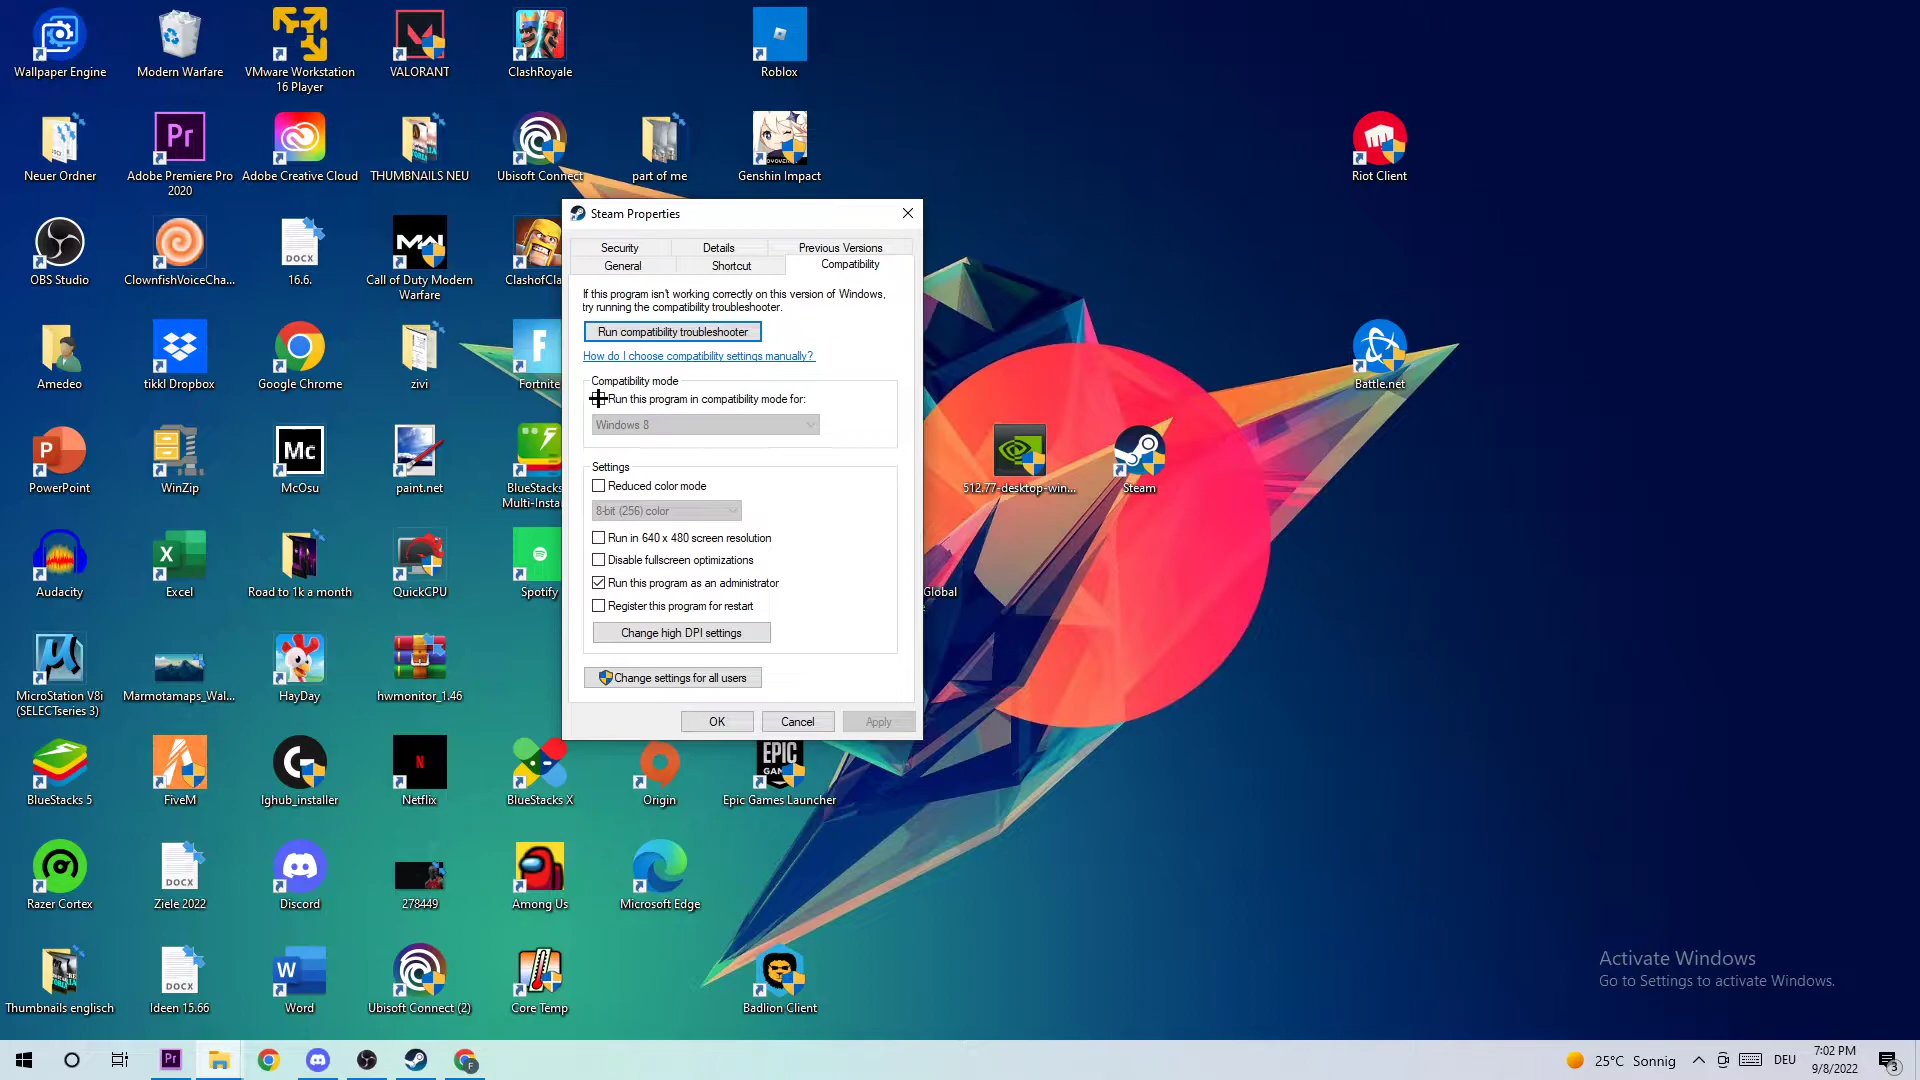 Wallpaper Engine
Modern Warfare
VMware Workstation
16 Player
VALORANT
ClashRoyale
Roblox
Neuer Ordner
Adobe Premiere Pro
2020
Adobe Creative Cloud
THUMBNAILS NEU
Ubisoft Connect
part of me
Genshin Impact
Riot Client
OBS Studio
ClownfishVoiceCha...
DOCX
16.6.
Call of Duty Modern
Warfare
ClashofCla
Amedeo
tikkl Dropbox
Google Chrome
zivi
Fortnite
Battle.net
PowerPoint
WinZip
Mc
McOsu
paint.net
BlueStacks
Multi-Insta
512.77-desktop-win...
Steam
Audacity
Excel
Road to 1k a month
QuickCPU
Spotify
Global
MicroStation V8i
(SELECTseries 3)
Marmotamaps_Wal...
HayDay
hwmonitor_1.46
BlueStacks 5
FiveM
lghub_installer
Netflix
BlueStacks X
Origin
EPIC
GAM
Epic Games Launcher
Razer Cortex
DOCX
Ziele 2022
Discord
278449
Among Us
Microsoft Edge
Thumbnails englisch
DOCX
Ideen 15.66
Word
Ubisoft Connect (2)
Core Temp
Badlion Client
Steam Properties
Security
Details
Previous Versions
General
Shortcut
Compatibility
If this program isn't working correctly on this version of Windows,
try running the compatibility troubleshooter.
Run compatibility troubleshooter
How do I choose compatibility settings manually?
Compatibility mode
Run this program in compatibility mode for:
Windows 8
Settings
Reduced color mode
8-bit (256) color
Run in 640 x 480 screen resolution
Disable fullscreen optimizations
Run this program as an administrator
Register this program for restart
Change high DPI settings
Change settings for all users
OK
Cancel
Apply
Activate Windows
Go to Settings to activate Windows.
Pr
25°C Sonnig
DEU
7:02 PM
9/8/2022
3